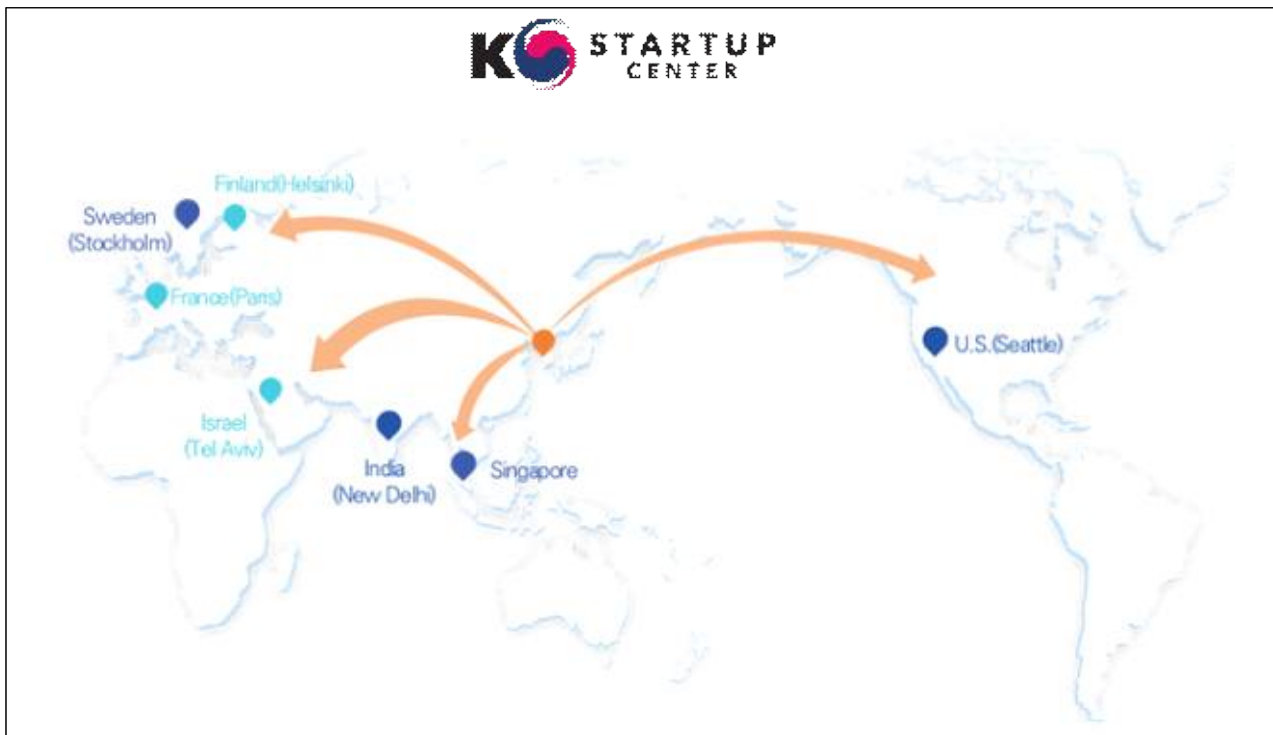 K STARTUP
CENTER
Finland(Helsinki)
Sweden
(Stockholm)
France(Paris)
U.S.(Seattle)
Israel
(Tel Aviv)
India
(New Delhi)
Singapore